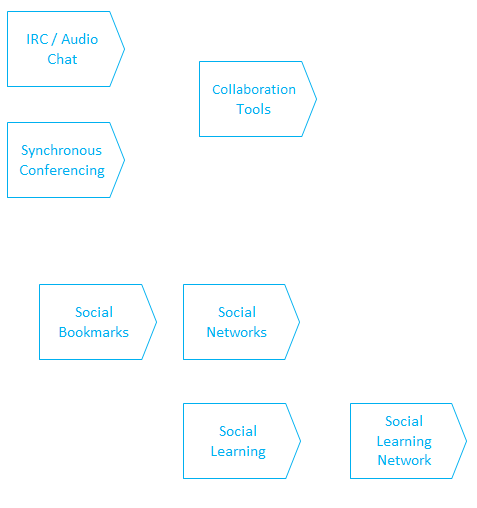 IRC / Audio
Chat
Collaboration
Tools
Synchronous
Conferencing
Social
Bookmarks
Social
Networks
Social
Learning
Social
Learning
Network